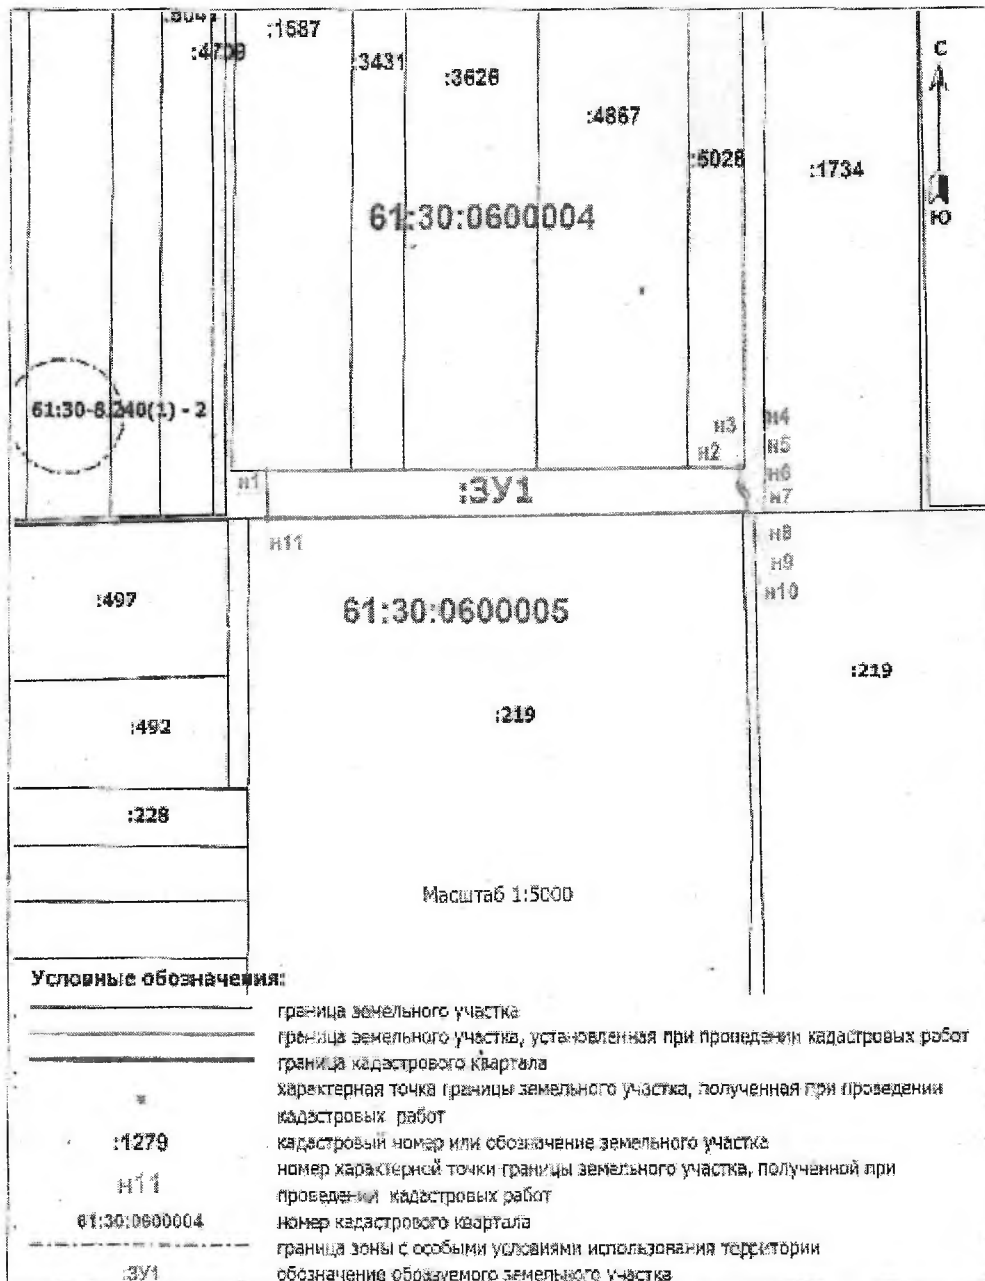 :1587
:4709
:3431
:3626
:4867
:5028
:1734
С
Ю
61:30:0600004
61:30-8.240(1) - 2
н3
н2
н4
н5
н6
н7
н1
:ЗУ1
н11
н8
н9
н10
:497
61:30:0600005
:219
:219
:492
:228
Масштаб 1:5000
Условные обозначения:
граница земельного участка
граница земельного участка, установленная при проведении кадастровых работ
граница кадастрового квартала
характерная точка границы земельного участка, полученная при проведении
кадастровых работ
:1279 кадастровый номер или обозначение земельного участка
н11 номер характерной точки границы земельного участка, полученной при
проведении кадастровых работ
61:30:0600004 номер кадастрового квартала
граница зоны с особыми условиями использования территории
:ЗУ1 обозначение образуемого земельного участка